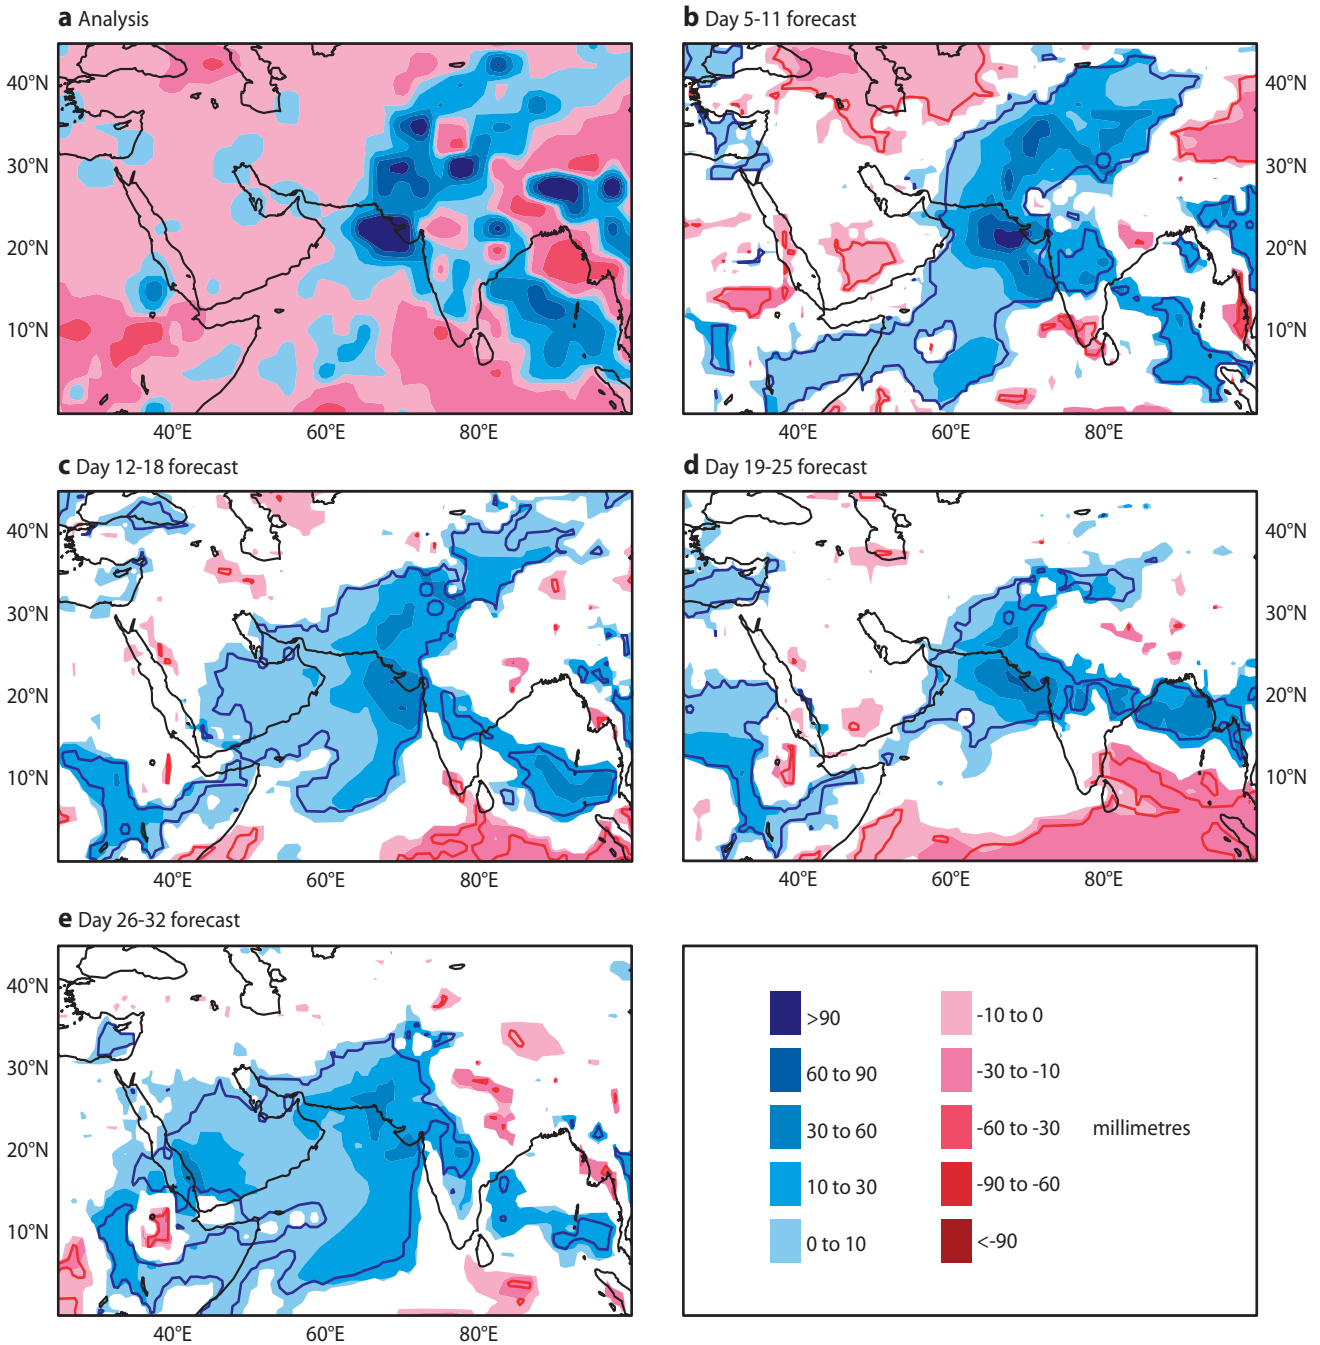 a Analysis
b Day 5-11 forecast
40°N
30°N
20°N
10°N
40°N
30°N
20°N
10°N
40°E
60°E
80°E
40°E
60°E
80°E
c Day 12-18 forecast
d Day 19-25 forecast
40°N
30°N
20°N
10°N
40°N
30°N
20°N
10°N
40°E
60°E
80°E
40°E
60°E
80°E
e Day 26-32 forecast
40°N
30°N
20°N
10°N
40°E
60°E
80°E
>90
60 to 90
30 to 60
10 to 30
0 to 10
-10 to 0
-30 to -10
-60 to -30
-90 to -60
<-90
millimetres